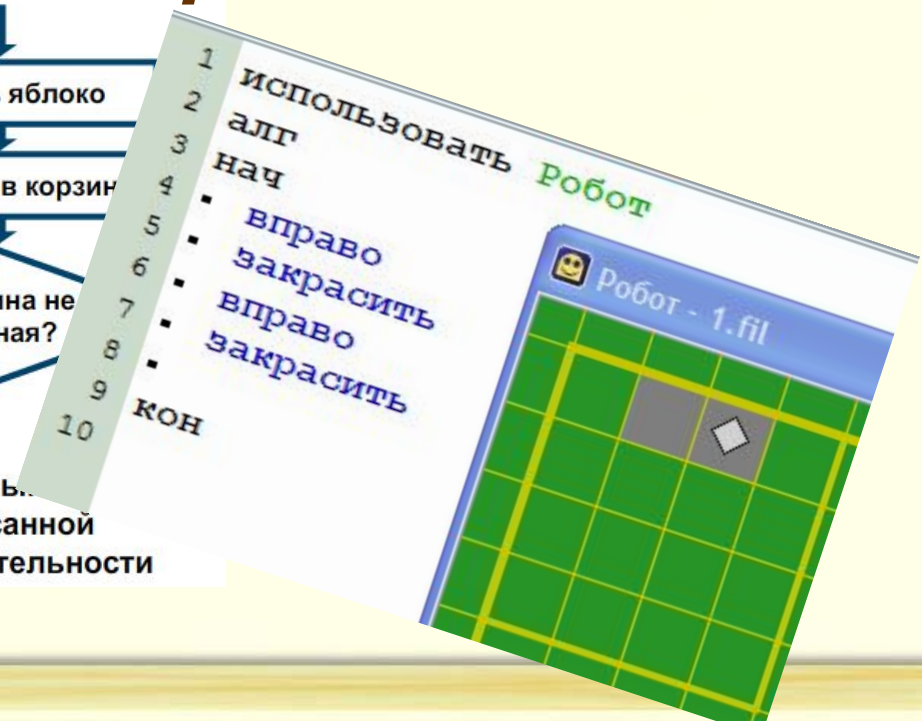 яблоко
в корзин
не
ная?
санной
тельности
1 использовать Робот
2 алг
3 нач
4 вправо
5 закрасить
6 вправо
7 закрасить
8
9 кон
10
Робот - 1.fil